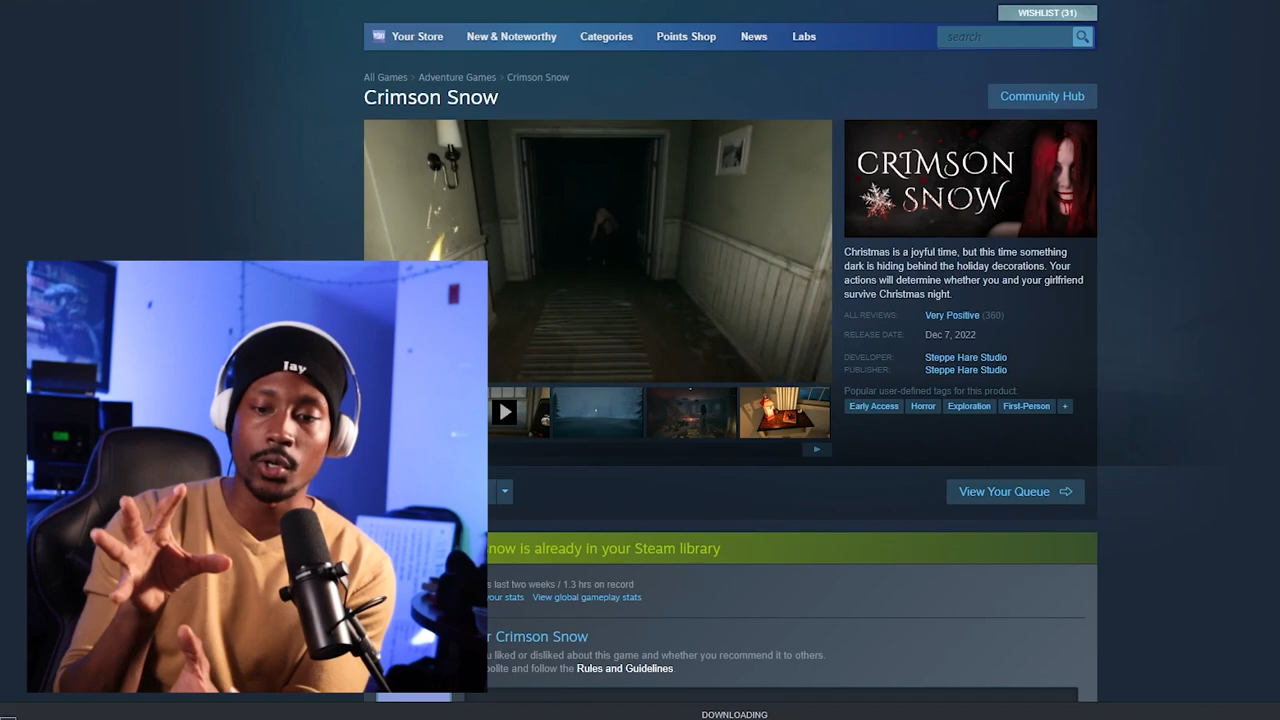 WISHLIST (31)
Your Store New & Noteworthy Categories Points Shop News Labs search
All Games > Adventure Games > Crimson Snow
Crimson Snow
Community Hub
CRIMSON
SNOW
Christmas is a joyful time, but this time something
dark is hiding behind the holiday decorations. Your
actions will determine whether you and your girlfriend
survive Christmas night.
ALL REVIEWS: Very Positive (360)
RELEASE DATE: Dec 7, 2022
DEVELOPER: Steppe Hare Studio
PUBLISHER: Steppe Hare Studio
Popular user-defined tags for this product:
Early Access Horror Exploration First-Person +
jay
View Your Queue
now is already in your Steam library
s last two weeks / 1.3 hrs on record
your stats View global gameplay stats
r Crimson Snow
u liked or disliked about this game and whether you recommend it to others.
polite and follow the Rules and Guidelines.
DOWNLOADING